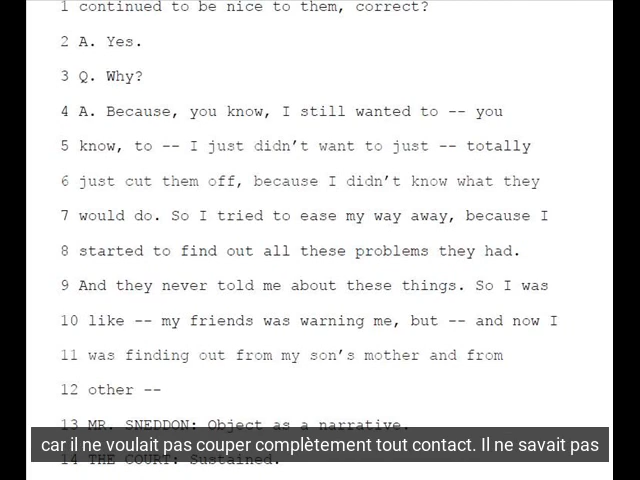 1 continued to be nice to them, correct?
2 A. Yes.
3 Q. Why?
4 A. Because, you know, I still wanted to -- you
5 know, to -- I just didn’t want to just -- totally
6 just cut them off, because I didn’t know what they
7 would do. So I tried to ease my way away, because I
8 started to find out all these problems they had.
9 And they never told me about these things. So I was
10 like -- my friends was warning me, but -- and now I
11 was finding out from my son’s mother and from
12 other --
13 MR. SNEDDON: Object as a narrative.
car il ne voulait pas couper complètement tout contact. Il ne savait pas
14 THE COURT: Sustained.